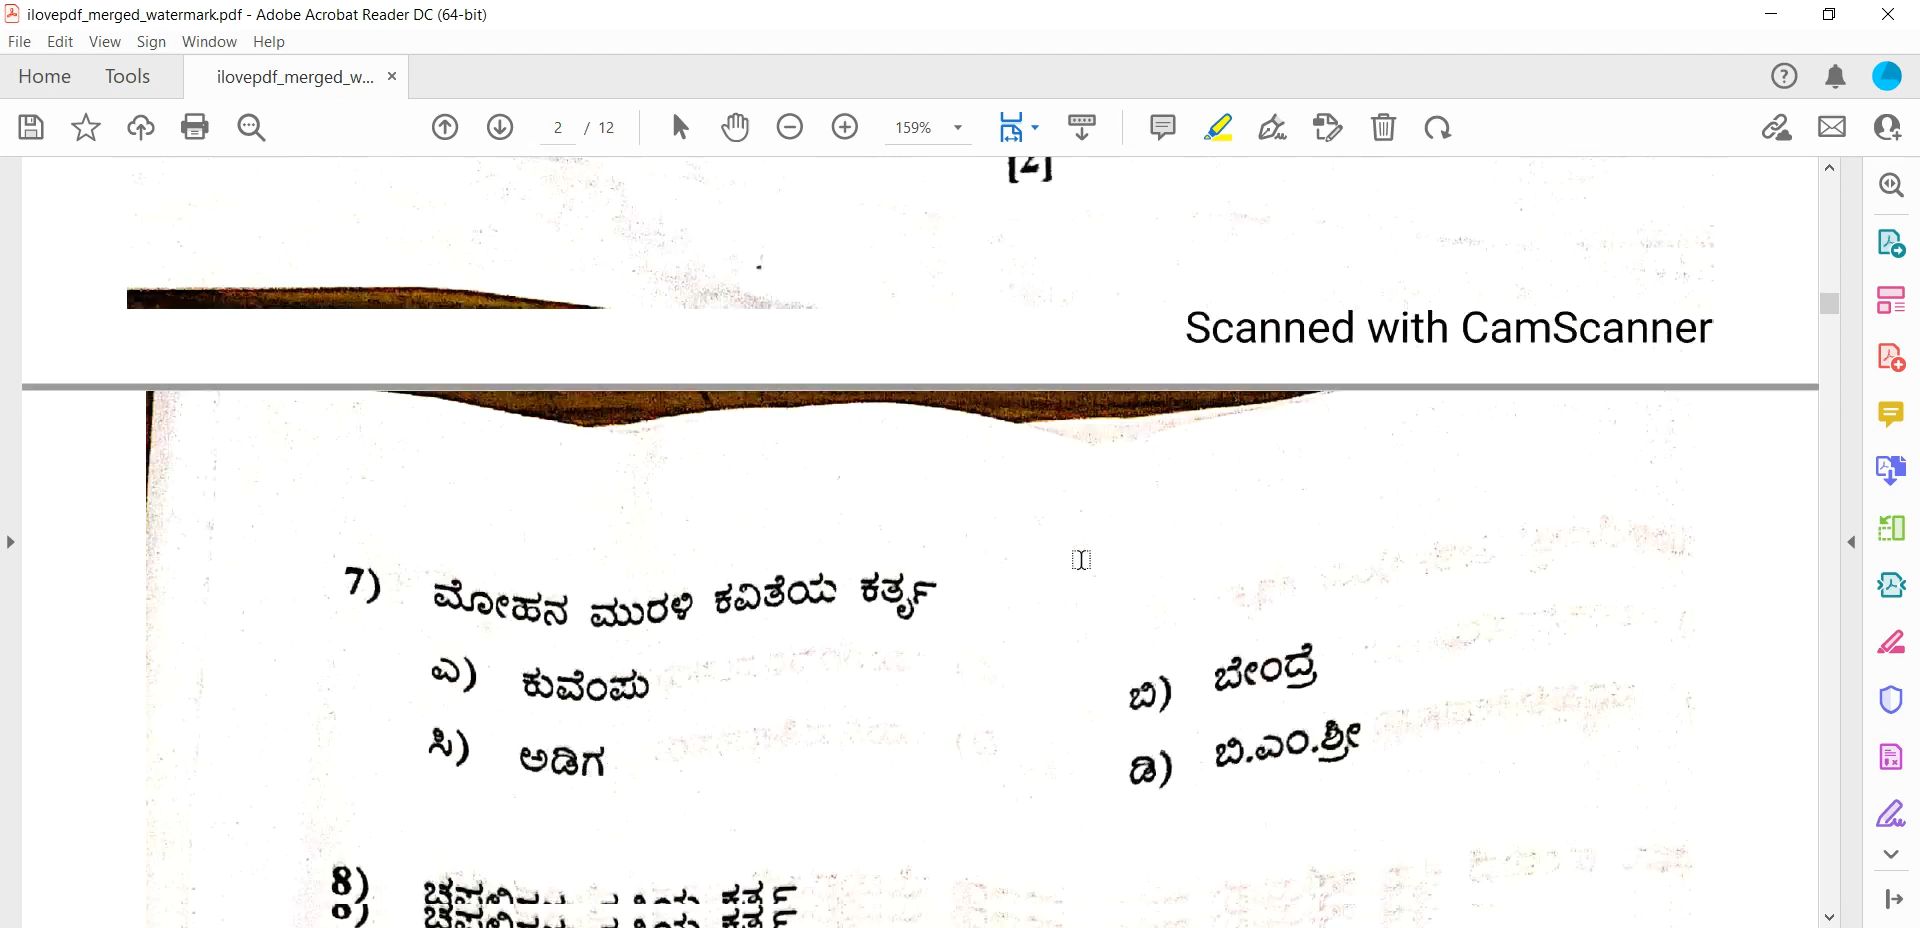 ilovepdf_merged_watermark.pdf - Adobe Acrobat Reader DC (64-bit)
File Edit View Sign Window Help
Home Tools ilovepdf_merged_w... ×
2 / 12 159%
[2]
Scanned with CamScanner
7) ಮೋಹನ ಮುರಳಿ ಕವಿತೆಯ ಕರ್ತೃ
ಎ) ಕುವೆಂಪು ಬಿ) ಬೇಂದ್ರೆ
ಸಿ) ಅಡಿಗ ಡಿ) ಬಿ.ಎಂ.ಶ್ರೀ
8)